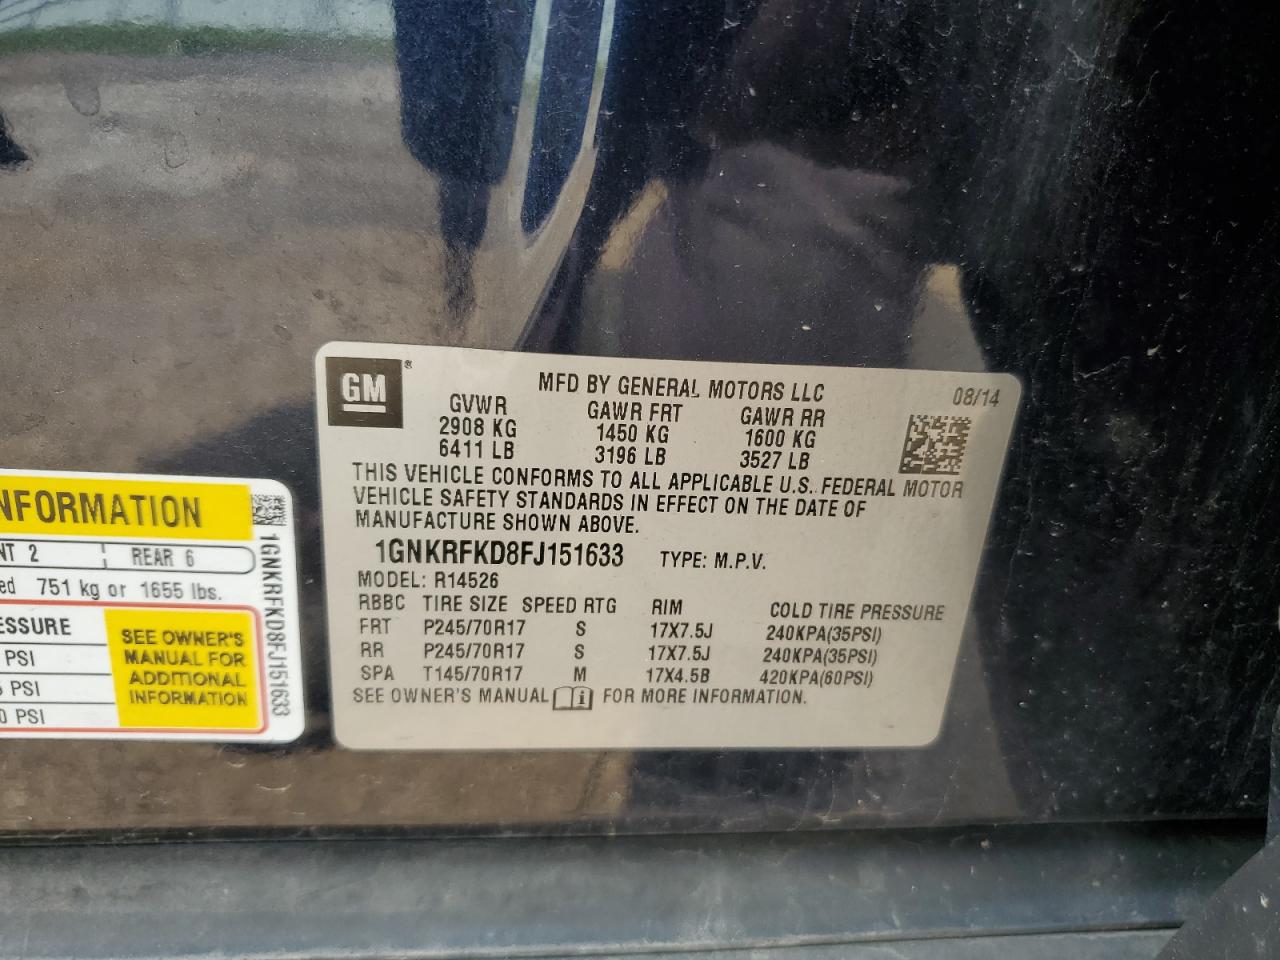 GM ®
MFD BY GENERAL MOTORS LLC
08/14
GVWR GAWR FRT GAWR RR
2908 KG 1450 KG 1600 KG
6411 LB 3196 LB 3527 LB
THIS VEHICLE CONFORMS TO ALL APPLICABLE U.S. FEDERAL MOTOR
VEHICLE SAFETY STANDARDS IN EFFECT ON THE DATE OF
MANUFACTURE SHOWN ABOVE.
1GNKRFKD8FJ151633 TYPE: M.P.V.
MODEL: R14526
RBBC TIRE SIZE SPEED RTG RIM COLD TIRE PRESSURE
FRT P245/70R17 S 17X7.5J 240KPA(35PSI)
RR P245/70R17 S 17X7.5J 240KPA(35PSI)
SPA T145/70R17 M 17X4.5B 420KPA(60PSI)
SEE OWNER'S MANUAL i FOR MORE INFORMATION.
NFORMATION
NT 2 REAR 6
ed 751 kg or 1655 lbs.
ESSURE
PSI
PSI
0 PSI
SEE OWNER'S
MANUAL FOR
ADDITIONAL
INFORMATION
1GNKRFKD8FJ151633